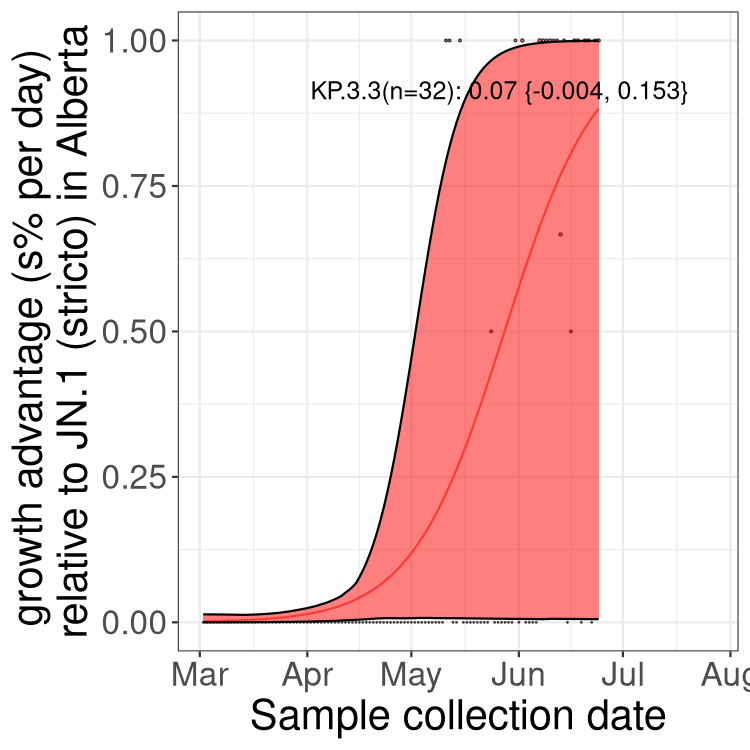 growth advantage (s% per day)
relative to JN.1 (stricto) in Alberta
1.00
0.75
0.50
0.25
0.00
KP.3.3(n=32): 0.07 {-0.004, 0.153}
Mar Apr May Jun Jul Aug
Sample collection date